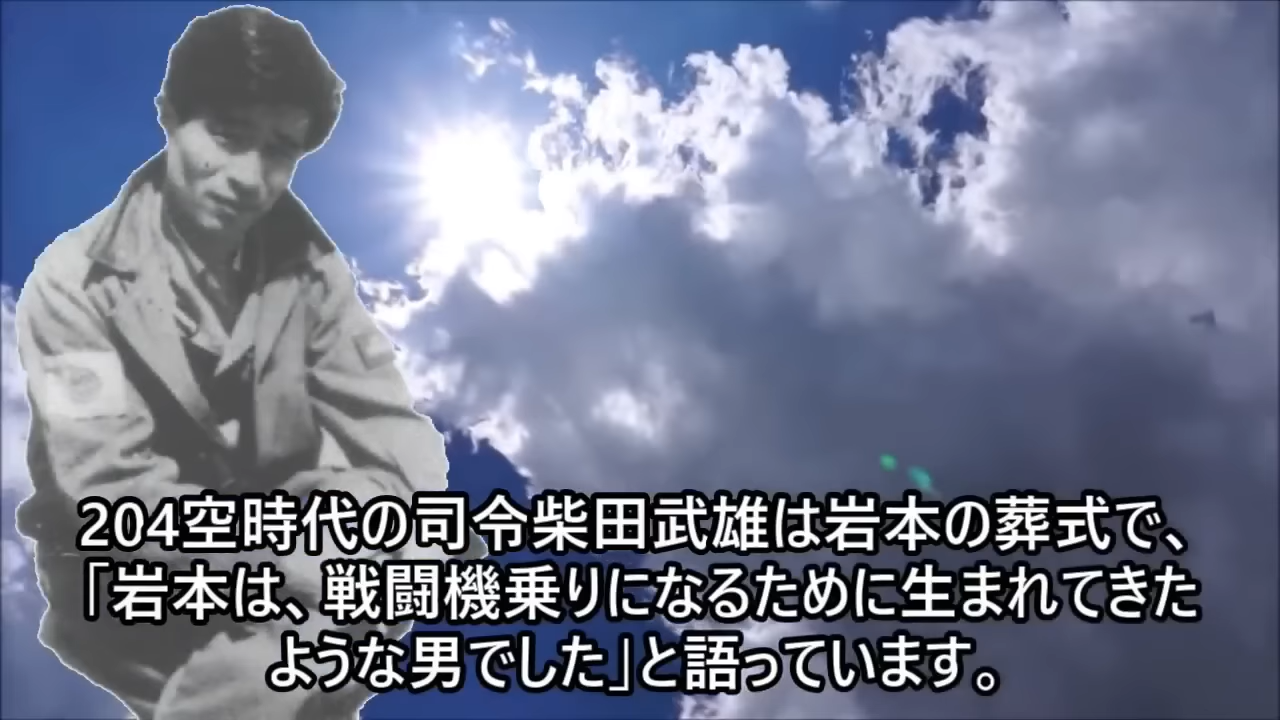 204空時代の司令柴田武雄は岩本の葬式で、
「岩本は、戦闘機乗りになるために生まれてきた
ような男でした」と語っています。